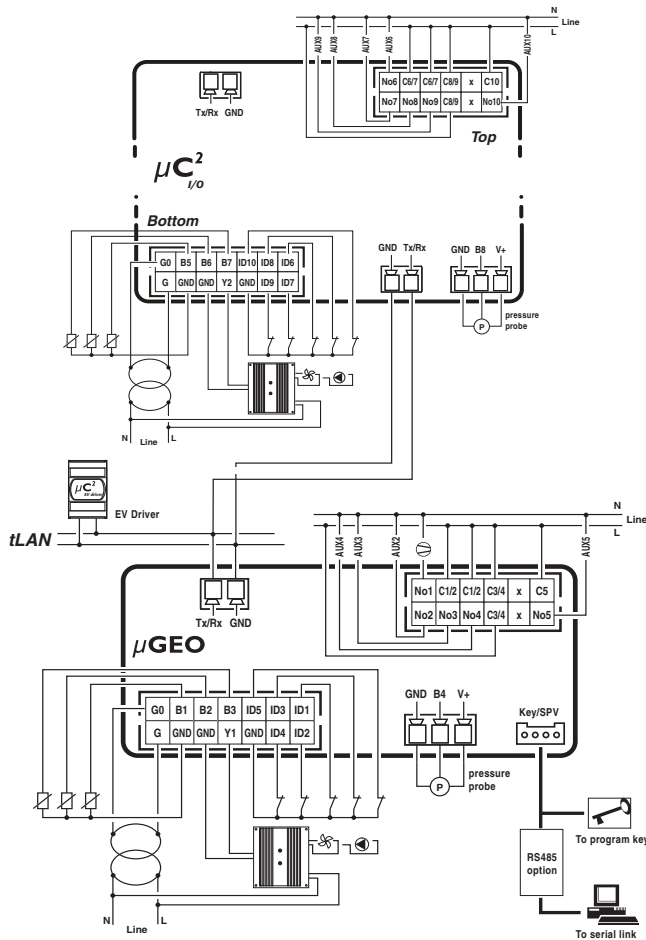 N
Line
L
AUX9
AUX8
AUX7
AUX6
AUX10
No6 C6/7 C6/7 C8/9 x C10
No7 No8 No9 C8/9 x No10
Tx/Rx GND
Top
µC²
I/O
Bottom
G0 B5 B6 B7 ID10 ID8 ID6
G GND GND Y2 GND ID9 ID7
GND Tx/Rx
GND B8 V+
P
pressure
probe
N Line L
µC²
EV driver
EV Driver
tLAN
N
Line
L
AUX4
AUX3
AUX2
AUX5
No1 C1/2 C1/2 C3/4 x C5
No2 No3 No4 C3/4 x No5
Tx/Rx GND
µGEO
G0 B1 B2 B3 ID5 ID3 ID1
G GND GND Y1 GND ID4 ID2
GND B4 V+
Key/SPV
P
pressure
probe
To program key
RS485
option
N Line L
To serial link